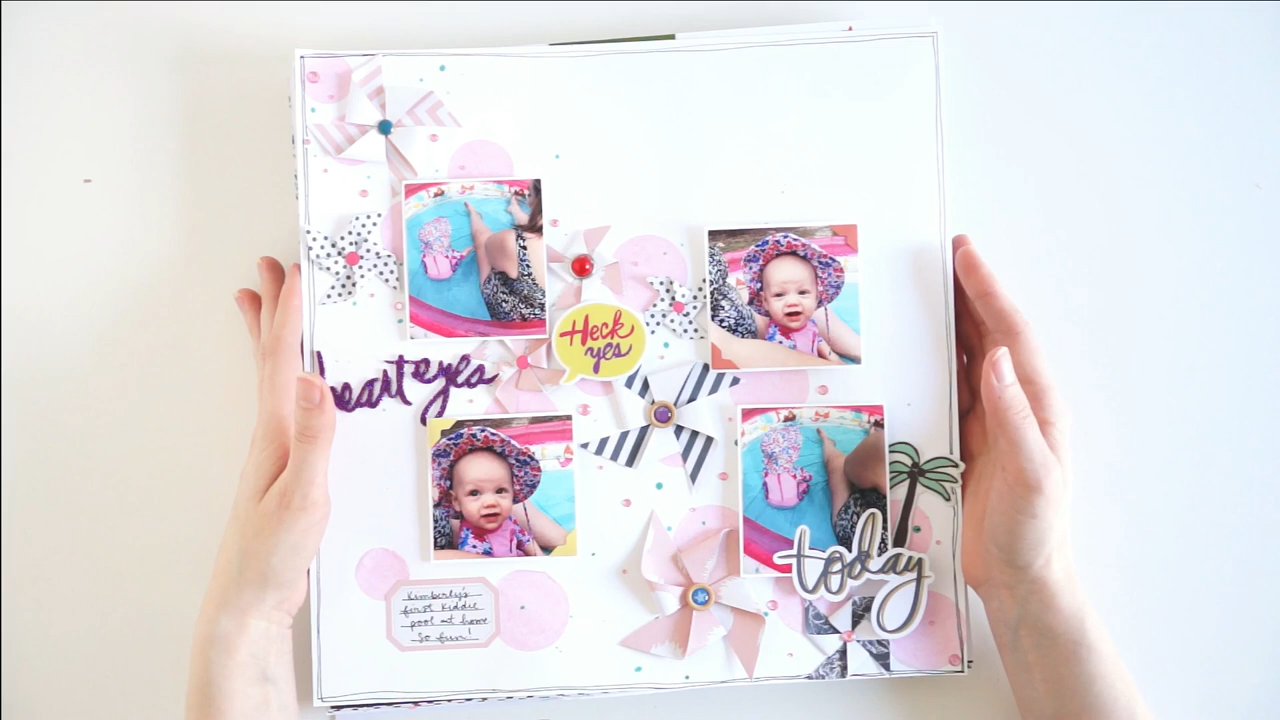 Heck
yes
heart eyes
today
Kimberly's
first Kiddie
pool at home
So fun!